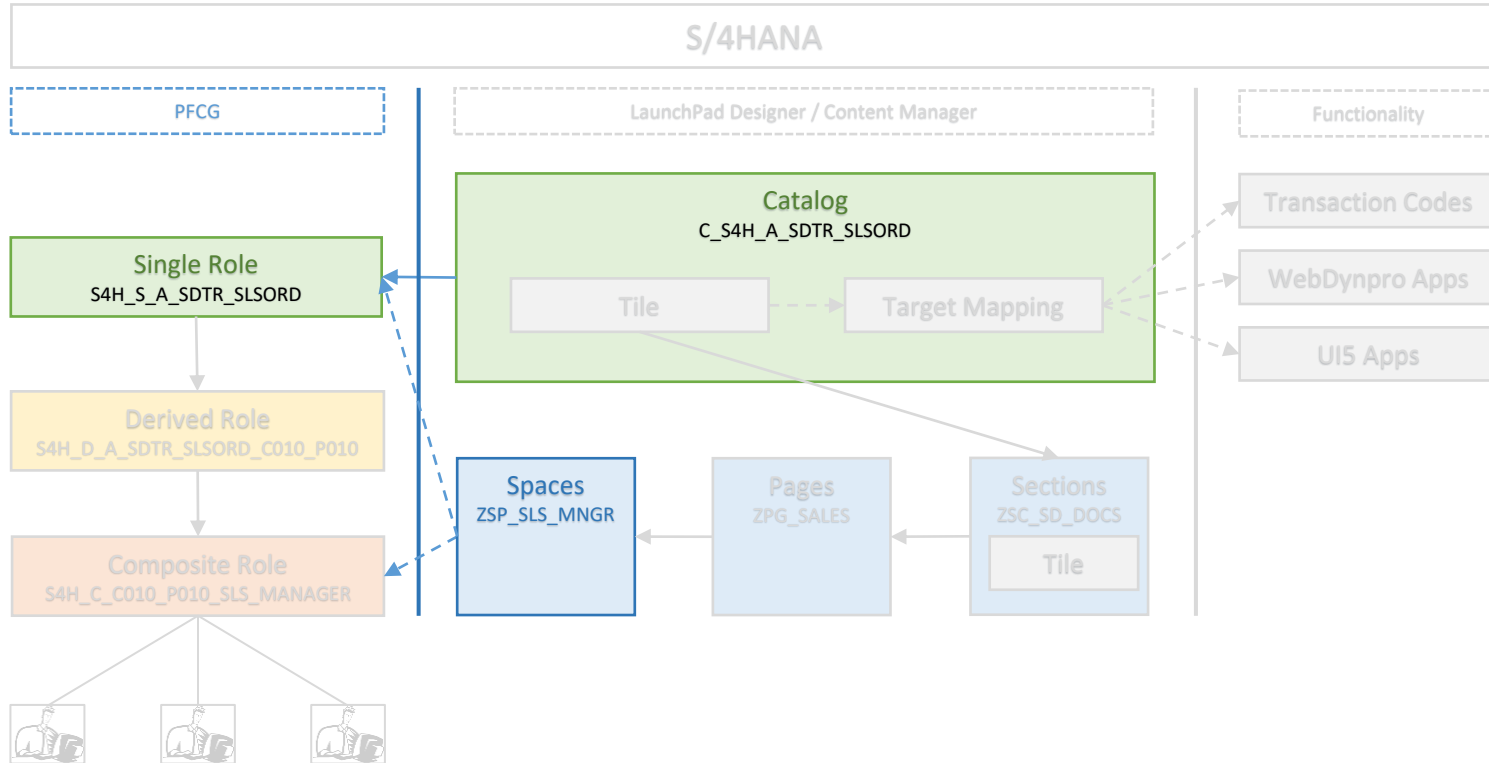 S/4HANA
PFCG
LaunchPad Designer / Content Manager
Functionality
Catalog
C_S4H_A_SDTR_SLSORD
Tile
Target Mapping
Transaction Codes
WebDynpro Apps
UI5 Apps
Single Role
S4H_S_A_SDTR_SLSORD
Derived Role
S4H_D_A_SDTR_SLSORD_C010_P010
Composite Role
S4H_C_C010_P010_SLS_MANAGER
Spaces
ZSP_SLS_MNGR
Pages
ZPG_SALES
Sections
ZSC_SD_DOCS
Tile